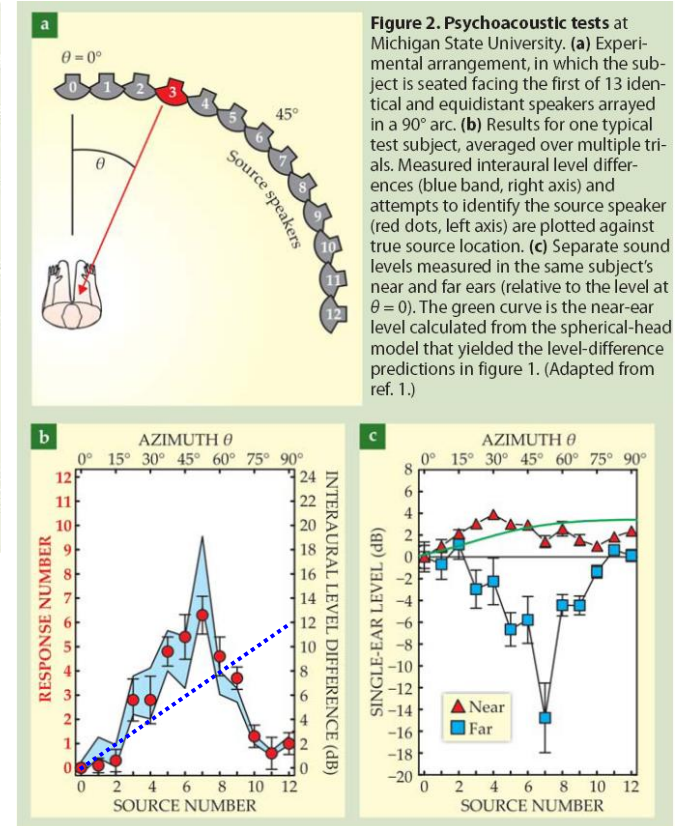 a
θ = 0°
0 1 2 3 4 5 6 7 8 9 10 11 12
45°
θ
Source speakers
Figure 2. Psychoacoustic tests at
Michigan State University. (a) Experi-
mental arrangement, in which the sub-
ject is seated facing the first of 13 iden-
tical and equidistant speakers arrayed
in a 90° arc. (b) Results for one typical
test subject, averaged over multiple tri-
als. Measured interaural level differ-
ences (blue band, right axis) and
attempts to identify the source speaker
(red dots, left axis) are plotted against
true source location. (c) Separate sound
levels measured in the same subject's
near and far ears (relative to the level at
θ = 0). The green curve is the near-ear
level calculated from the spherical-head
model that yielded the level-difference
predictions in figure 1. (Adapted from
ref. 1.)
b
AZIMUTH θ
0° 15° 30° 45° 60° 75° 90°
RESPONSE NUMBER
12
11
10
9
8
7
6
5
4
3
2
1
0
24
22
20
18
16
14
12
10
8
6
4
2
0
INTERAURAL LEVEL DIFFERENCE (dB)
0 2 4 6 8 10 12
SOURCE NUMBER
c
AZIMUTH θ
0° 15° 30° 45° 60° 75° 90°
SINGLE-EAR LEVEL (dB)
8
6
4
2
0
−2
−4
−6
−8
−10
−12
−14
−16
−18
−20
Near
Far
0 2 4 6 8 10 12
SOURCE NUMBER